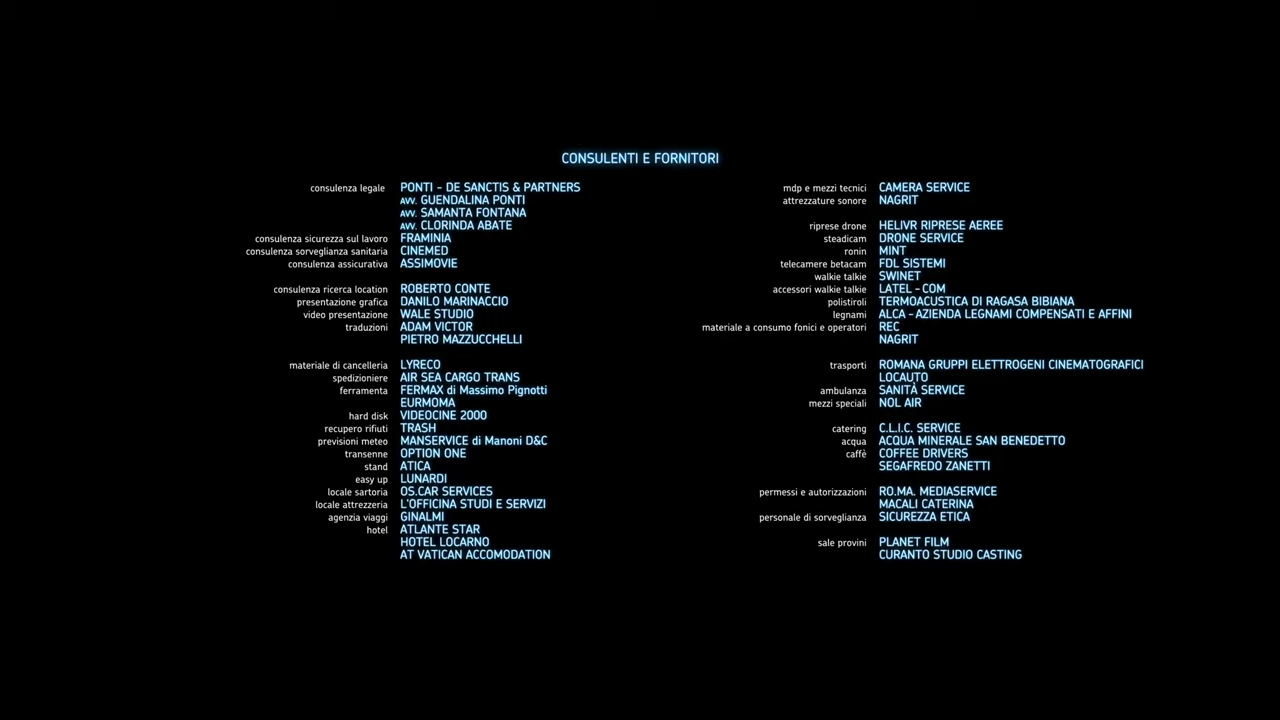 CONSULENTI E FORNITORI
consulenza legale PONTI - DE SANCTIS & PARTNERS
AVV. GUENDALINA PONTI
AVV. SAMANTA FONTANA
AVV. CLORINDA ABATE
consulenza sicurezza sul lavoro FRAMINIA
consulenza sorveglianza sanitaria CINEMED
consulenza assicurativa ASSIMOVIE
consulenza ricerca location ROBERTO CONTE
presentazione grafica DANILO MARINACCIO
video presentazione WALE STUDIO
traduzioni ADAM VICTOR
PIETRO MAZZUCCHELLI
materiale di cancelleria LYRECO
spedizioniere AIR SEA CARGO TRANS
ferramenta FERMAX di Massimo Pignotti
EURMOMA
hard disk VIDEOCINE 2000
recupero rifiuti TRASH
previsioni meteo MANSERVICE di Manoni D&C
transenne OPTION ONE
stand ATICA
easy up LUNARDI
locale sartoria OS.CAR SERVICES
locale attrezzeria L'OFFICINA STUDI E SERVIZI
agenzia viaggi GINALMI
hotel ATLANTE STAR
HOTEL LOCARNO
AT VATICAN ACCOMODATION
mdp e mezzi tecnici CAMERA SERVICE
attrezzature sonore NAGRIT
riprese drone HELIVR RIPRESE AEREE
steadicam DRONE SERVICE
ronin MINT
telecamere betacam FDL SISTEMI
walkie talkie SWINET
accessori walkie talkie LATEL - COM
polistiroli TERMOACUSTICA DI RAGASA BIBIANA
legnami ALCA - AZIENDA LEGNAMI COMPENSATI E AFFINI
materiale a consumo fonici e operatori REC
NAGRIT
trasporti ROMANA GRUPPI ELETTROGENI CINEMATOGRAFICI
LOCAUTO
ambulanza SANITÀ SERVICE
mezzi speciali NOL AIR
catering C.L.I.C. SERVICE
acqua ACQUA MINERALE SAN BENEDETTO
caffè COFFEE DRIVERS
SEGAFREDO ZANETTI
permessi e autorizzazioni RO.MA. MEDIASERVICE
MACALI CATERINA
personale di sorveglianza SICUREZZA ETICA
sale provini PLANET FILM
CURANTO STUDIO CASTING